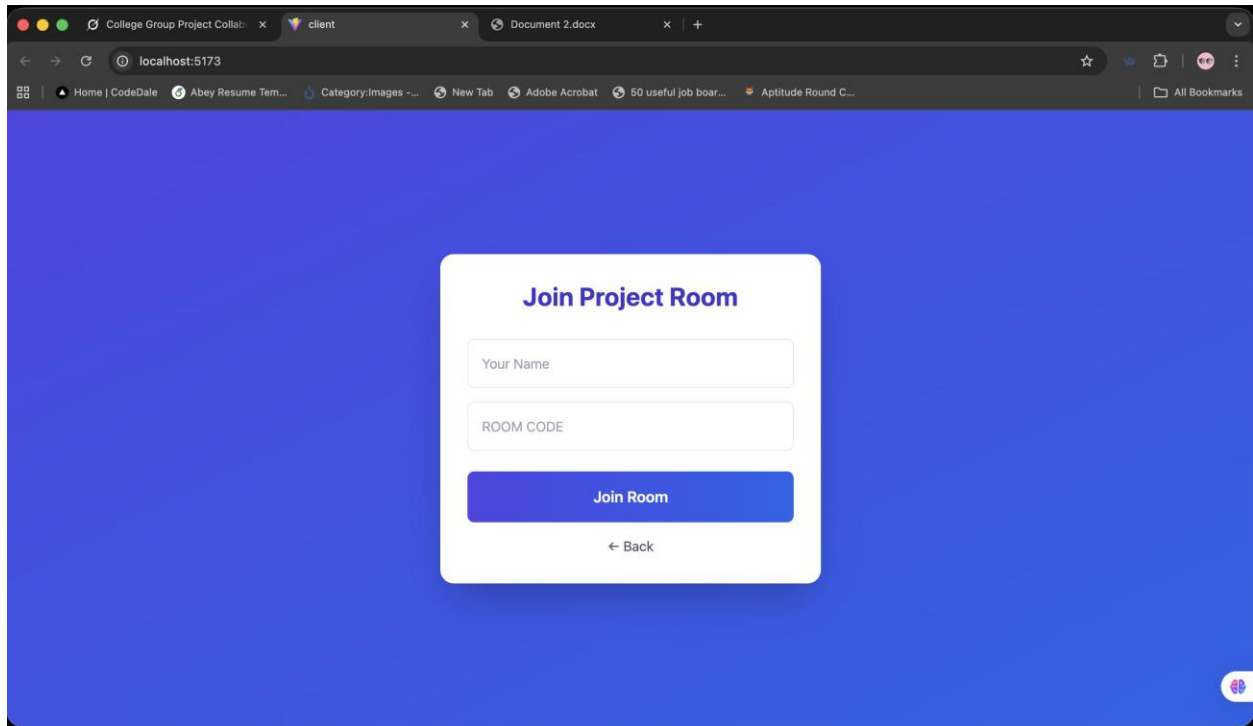 College Group Project Collab
client
Document 2.docx
localhost:5173
Home | CodeDale
Abey Resume Tem...
Category:Images -...
New Tab
Adobe Acrobat
50 useful job boar...
Aptitude Round C...
All Bookmarks
Join Project Room
Your Name
ROOM CODE
Join Room
← Back